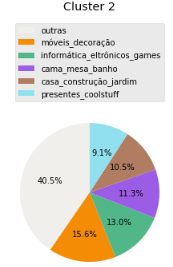 Cluster 2
outras
móveis_decoração
informática_eltrônicos_games
cama_mesa_banho
casa_construção_jardim
presentes_coolstuff
9.1%
10.5%
40.5%
11.3%
13.0%
15.6%